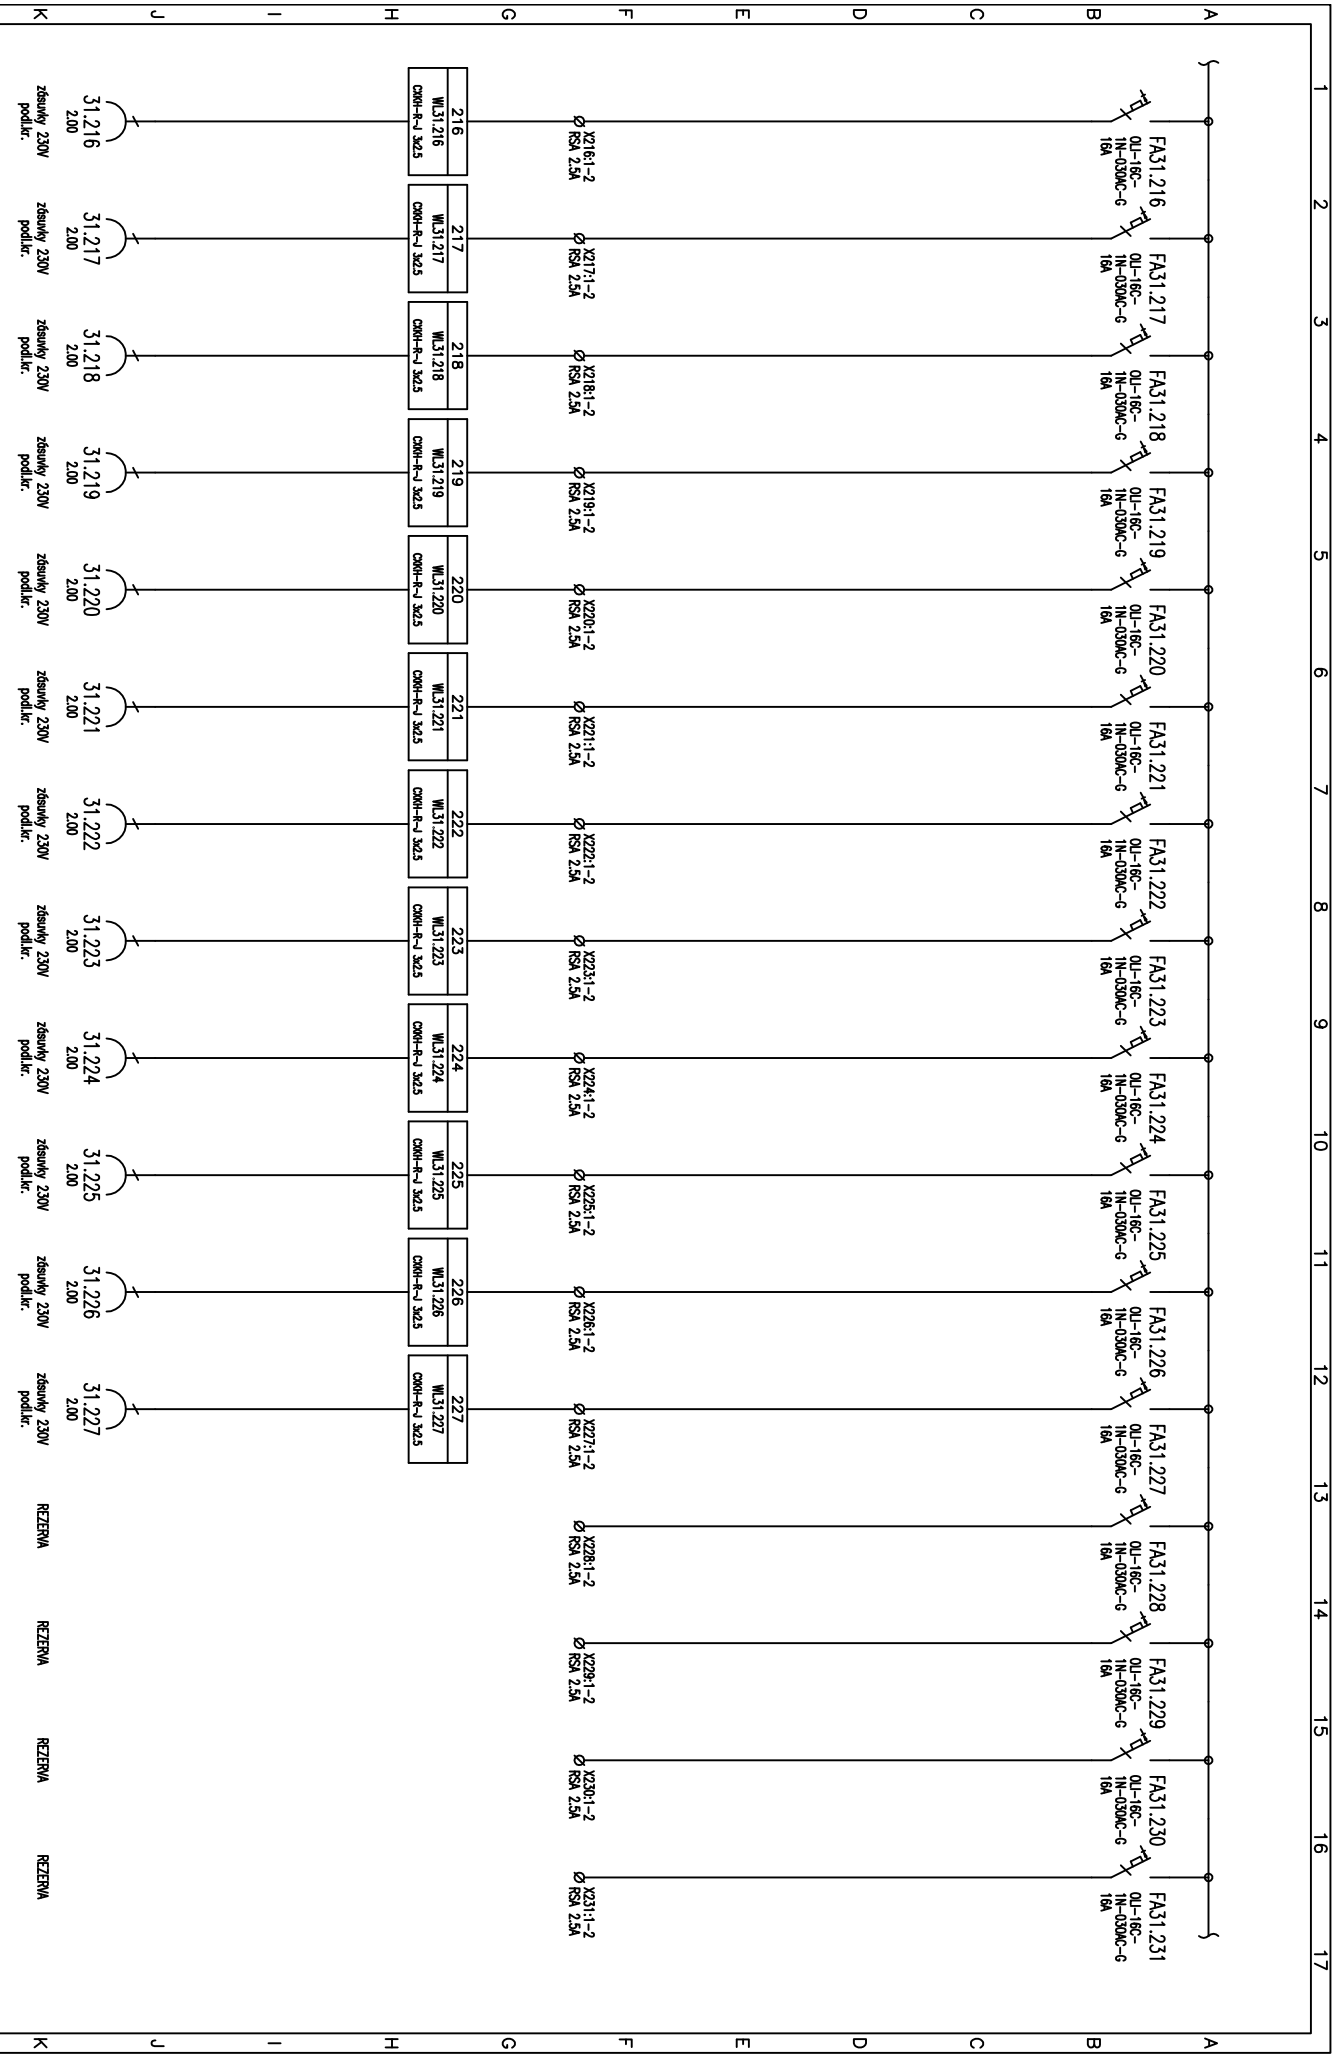 1 2 3 4 5 6 7 8 9 10 11 12 13 14 15 16 17
A A
B B
C C
D D
E E
F F
G G
H H
I I
J J
K K
FA31.216
OLI-16C-
1N-030AC-G
16A
FA31.217
OLI-16C-
1N-030AC-G
16A
FA31.218
OLI-16C-
1N-030AC-G
16A
FA31.219
OLI-16C-
1N-030AC-G
16A
FA31.220
OLI-16C-
1N-030AC-G
16A
FA31.221
OLI-16C-
1N-030AC-G
16A
FA31.222
OLI-16C-
1N-030AC-G
16A
FA31.223
OLI-16C-
1N-030AC-G
16A
FA31.224
OLI-16C-
1N-030AC-G
16A
FA31.225
OLI-16C-
1N-030AC-G
16A
FA31.226
OLI-16C-
1N-030AC-G
16A
FA31.227
OLI-16C-
1N-030AC-G
16A
FA31.228
OLI-16C-
1N-030AC-G
16A
FA31.229
OLI-16C-
1N-030AC-G
16A
FA31.230
OLI-16C-
1N-030AC-G
16A
FA31.231
OLI-16C-
1N-030AC-G
16A
X216:1-2
RSA 2.5A
X217:1-2
RSA 2.5A
X218:1-2
RSA 2.5A
X219:1-2
RSA 2.5A
X220:1-2
RSA 2.5A
X221:1-2
RSA 2.5A
X222:1-2
RSA 2.5A
X223:1-2
RSA 2.5A
X224:1-2
RSA 2.5A
X225:1-2
RSA 2.5A
X226:1-2
RSA 2.5A
X227:1-2
RSA 2.5A
X228:1-2
RSA 2.5A
X229:1-2
RSA 2.5A
X230:1-2
RSA 2.5A
X231:1-2
RSA 2.5A
216
WL31.216
CXKH-R-J 3x2.5
217
WL31.217
CXKH-R-J 3x2.5
218
WL31.218
CXKH-R-J 3x2.5
219
WL31.219
CXKH-R-J 3x2.5
220
WL31.220
CXKH-R-J 3x2.5
221
WL31.221
CXKH-R-J 3x2.5
222
WL31.222
CXKH-R-J 3x2.5
223
WL31.223
CXKH-R-J 3x2.5
224
WL31.224
CXKH-R-J 3x2.5
225
WL31.225
CXKH-R-J 3x2.5
226
WL31.226
CXKH-R-J 3x2.5
227
WL31.227
CXKH-R-J 3x2.5
31.216
2.00
zásuvky 230V
podl.kr.
31.217
2.00
zásuvky 230V
podl.kr.
31.218
2.00
zásuvky 230V
podl.kr.
31.219
2.00
zásuvky 230V
podl.kr.
31.220
2.00
zásuvky 230V
podl.kr.
31.221
2.00
zásuvky 230V
podl.kr.
31.222
2.00
zásuvky 230V
podl.kr.
31.223
2.00
zásuvky 230V
podl.kr.
31.224
2.00
zásuvky 230V
podl.kr.
31.225
2.00
zásuvky 230V
podl.kr.
31.226
2.00
zásuvky 230V
podl.kr.
31.227
2.00
zásuvky 230V
podl.kr.
REZERVA
REZERVA
REZERVA
REZERVA